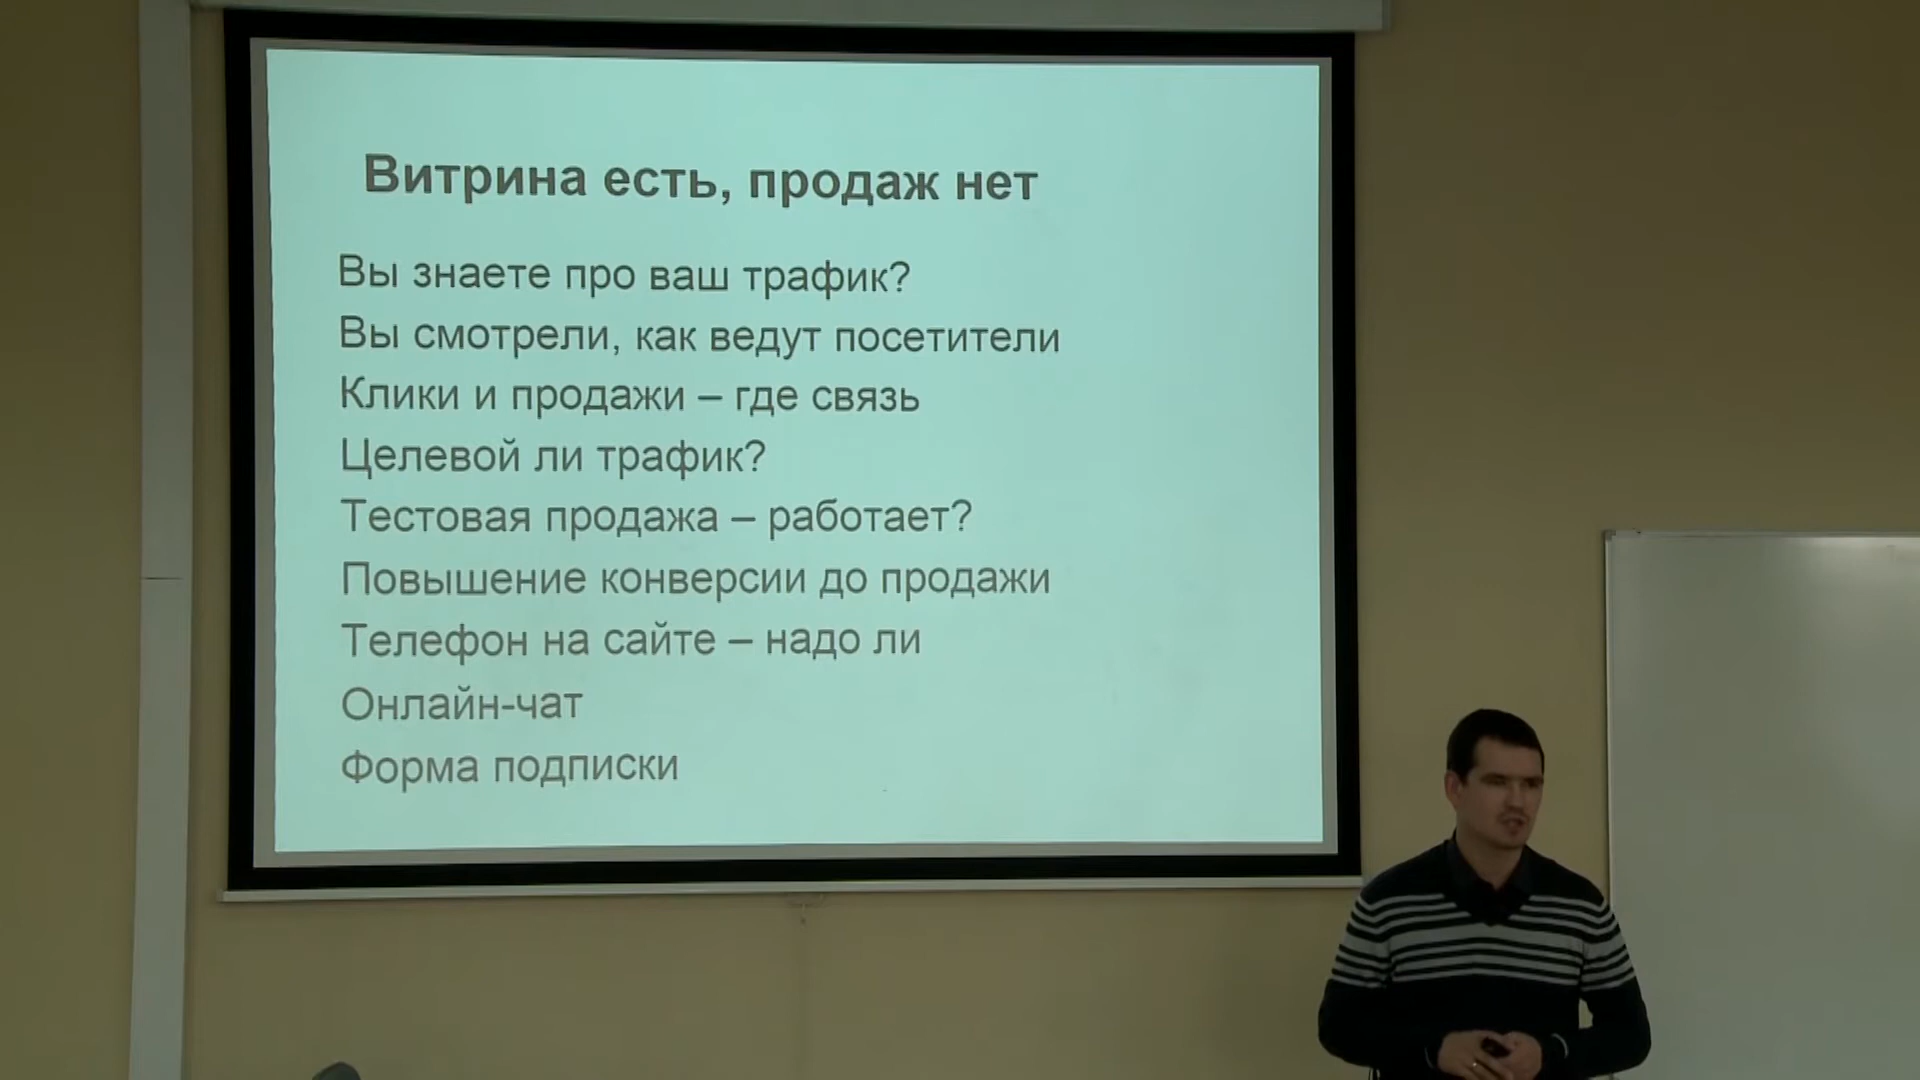 Витрина есть, продаж нет
Вы знаете про ваш трафик?
Вы смотрели, как ведут посетители
Клики и продажи – где связь
Целевой ли трафик?
Тестовая продажа – работает?
Повышение конверсии до продажи
Телефон на сайте – надо ли
Онлайн-чат
Форма подписки